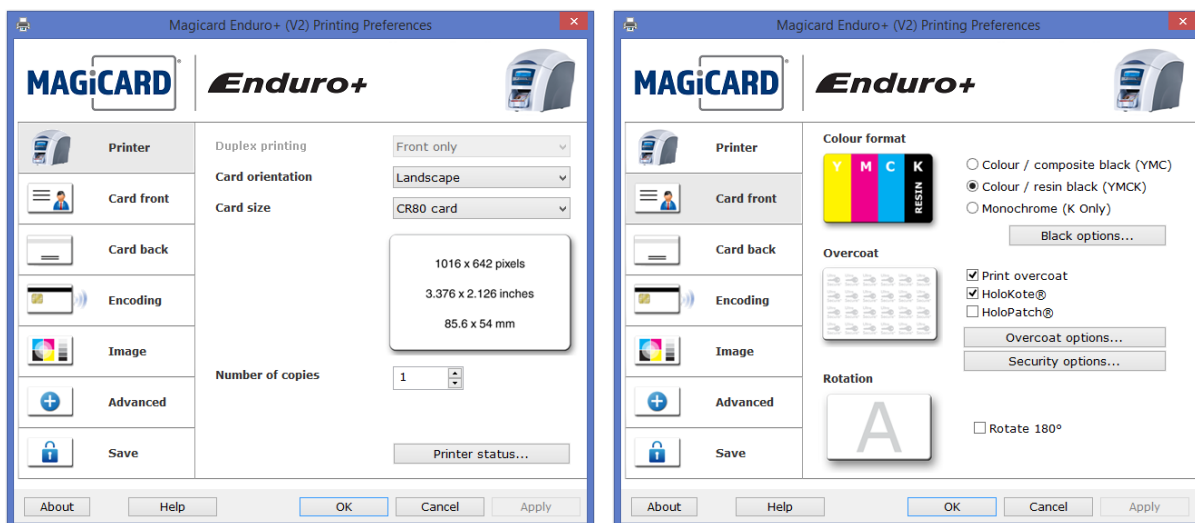 Magicard Enduro+ (V2) Printing Preferences
MAGiCARD Enduro+
Printer
Card front
Card back
Encoding
Image
Advanced
Save
Duplex printing Front only
Card orientation Landscape
Card size CR80 card
1016 x 642 pixels
3.376 x 2.126 inches
85.6 x 54 mm
Number of copies 1
Printer status...
About Help OK Cancel Apply
Magicard Enduro+ (V2) Printing Preferences
MAGiCARD Enduro+
Printer
Card front
Card back
Encoding
Image
Advanced
Save
Colour format
Y M C K
RESIN
Colour / composite black (YMC)
Colour / resin black (YMCK)
Monochrome (K Only)
Black options...
Overcoat
Print overcoat
HoloKote®
HoloPatch®
Overcoat options...
Security options...
Rotation
A
Rotate 180°
About Help OK Cancel Apply